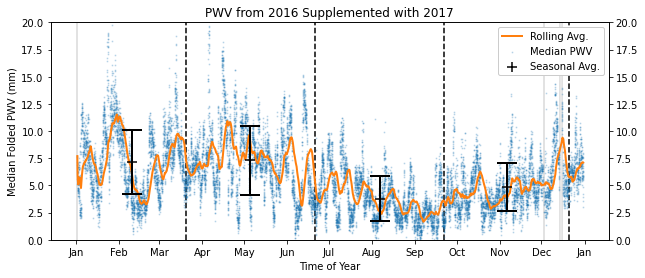 PWV from 2016 Supplemented with 2017
20.0
17.5
15.0
12.5
10.0
7.5
5.0
2.5
0.0
Median Folded PWV (mm)
Rolling Avg.
Median PWV
Seasonal Avg.
20.0
17.5
15.0
12.5
10.0
7.5
5.0
2.5
0.0
Jan Feb Mar Apr May Jun Jul Aug Sep Oct Nov Dec Jan
Time of Year